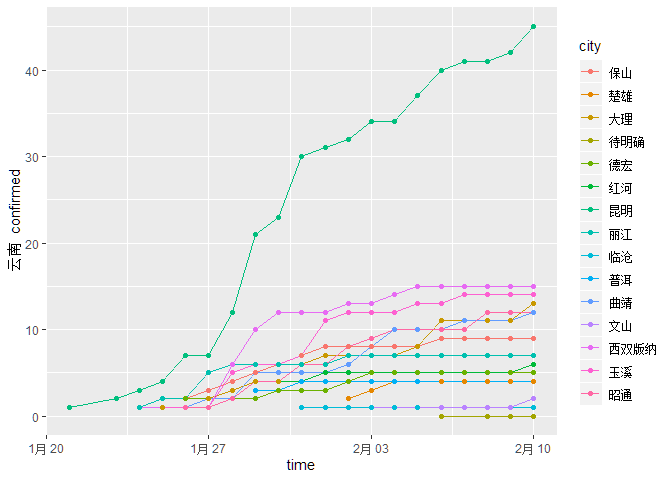 city
保山
楚雄
大理
待明确
德宏
红河
昆明
丽江
临沧
普洱
曲靖
文山
西双版纳
玉溪
昭通
云南 confirmed
40
30
20
10
0
1月 20
1月 27
2月 03
2月 10
time